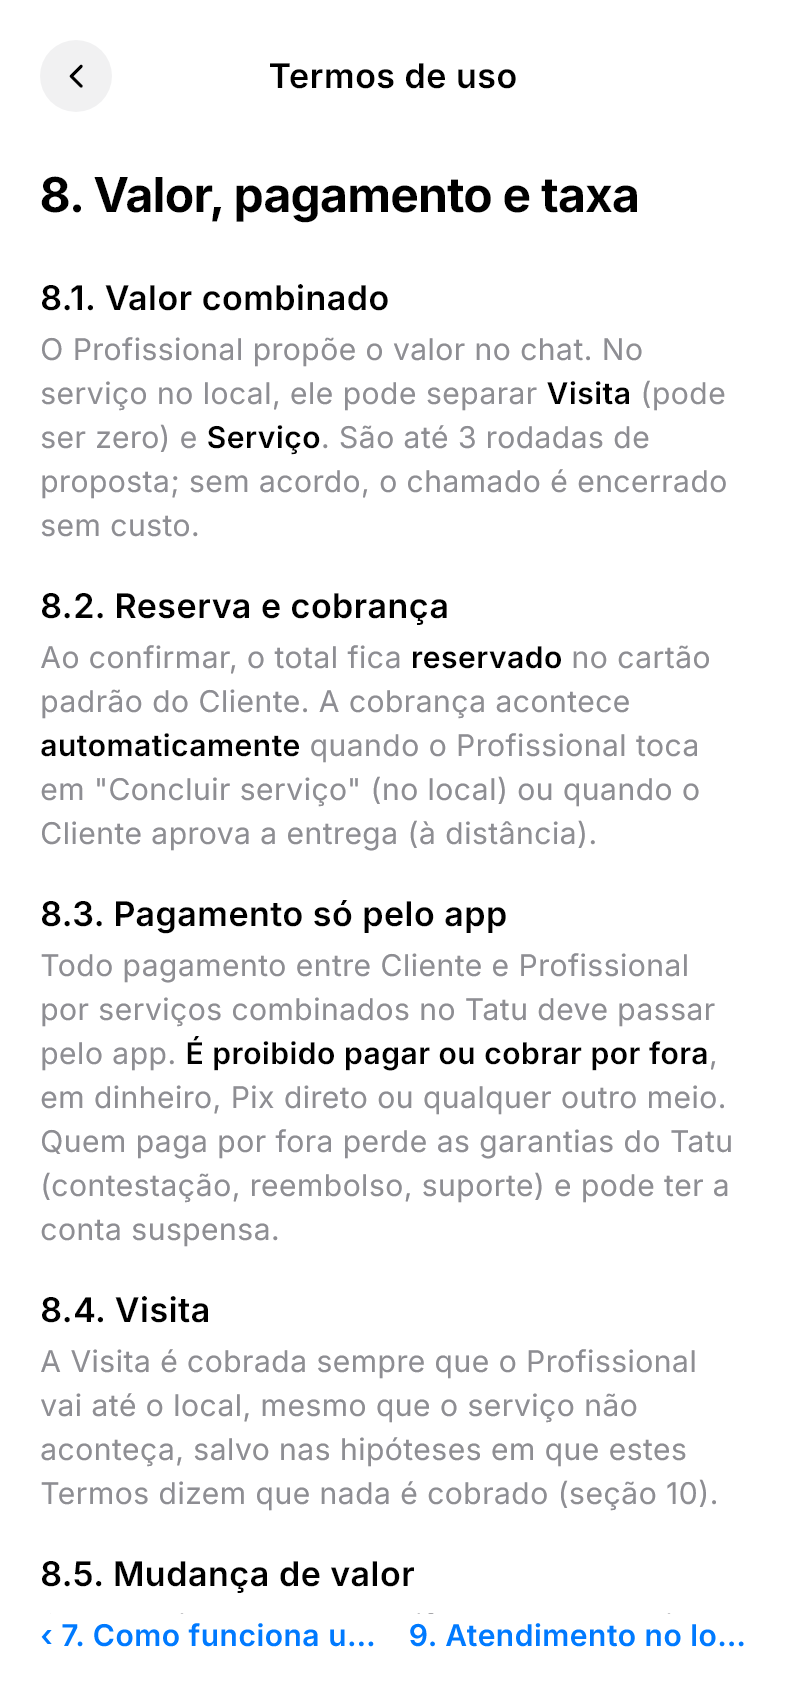 Termos de uso
8. Valor, pagamento e taxa
8.1. Valor combinado
O Profissional propõe o valor no chat. No
serviço no local, ele pode separar Visita (pode
ser zero) e Serviço. São até 3 rodadas de
proposta; sem acordo, o chamado é encerrado
sem custo.
8.2. Reserva e cobrança
Ao confirmar, o total fica reservado no cartão
padrão do Cliente. A cobrança acontece
automaticamente quando o Profissional toca
em "Concluir serviço" (no local) ou quando o
Cliente aprova a entrega (à distância).
8.3. Pagamento só pelo app
Todo pagamento entre Cliente e Profissional
por serviços combinados no Tatu deve passar
pelo app. É proibido pagar ou cobrar por fora,
em dinheiro, Pix direto ou qualquer outro meio.
Quem paga por fora perde as garantias do Tatu
(contestação, reembolso, suporte) e pode ter a
conta suspensa.
8.4. Visita
A Visita é cobrada sempre que o Profissional
vai até o local, mesmo que o serviço não
aconteça, salvo nas hipóteses em que estes
Termos dizem que nada é cobrado (seção 10).
8.5. Mudança de valor
‹ 7. Como funciona u... 9. Atendimento no lo...